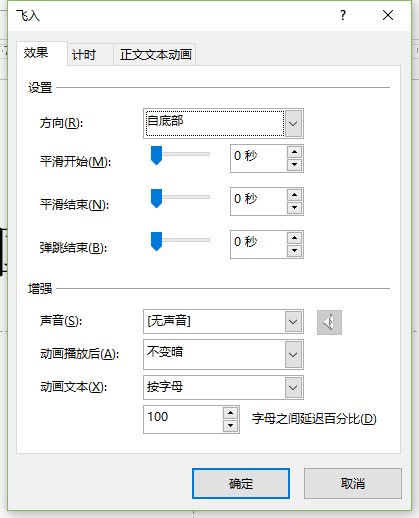 飞入
效果 计时 正文文本动画
设置
方向(R): 自底部
平滑开始(M): 0 秒
平滑结束(N): 0 秒
弹跳结束(B): 0 秒
增强
声音(S): [无声音]
动画播放后(A): 不变暗
动画文本(X): 按字母
100 字母之间延迟百分比(D)
确定 取消